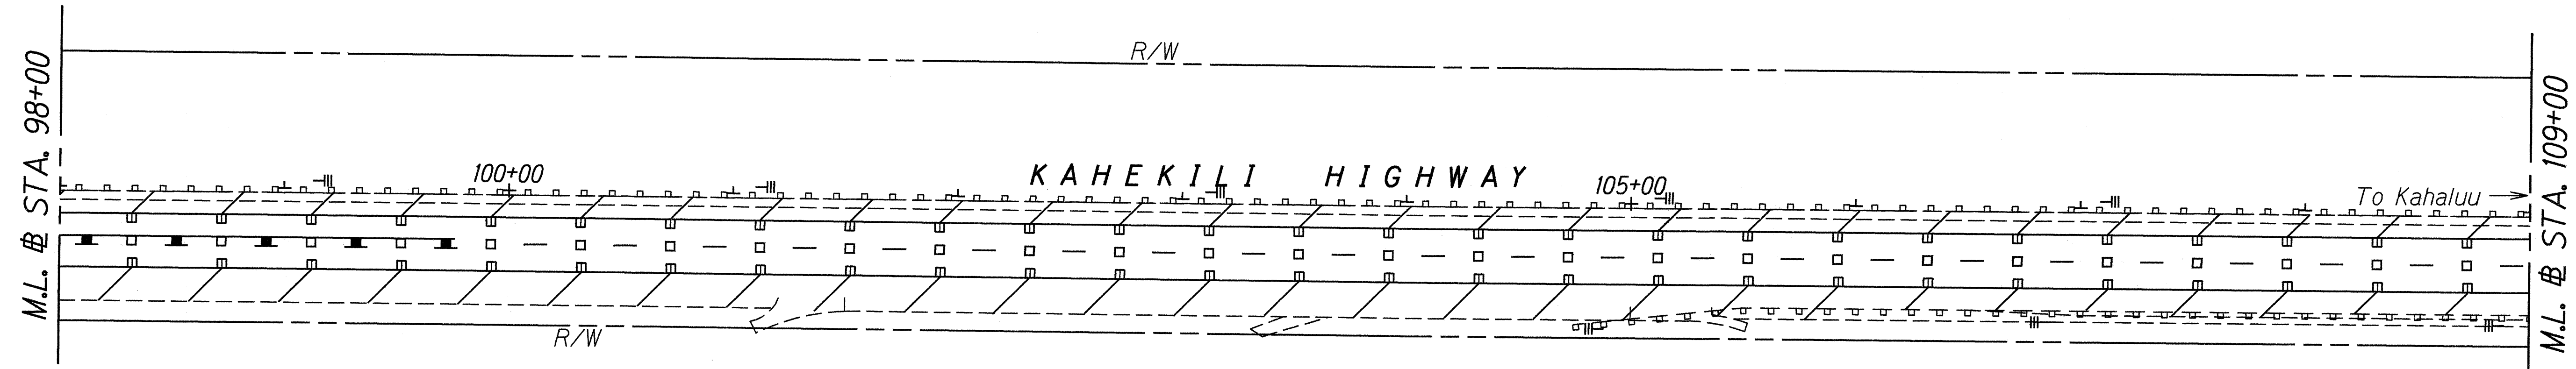 R/W
M.L. ⅊ STA. 98+00
100+00
KAHEKILI HIGHWAY
105+00
To Kahaluu
M.L. ⅊ STA. 109+00
R/W